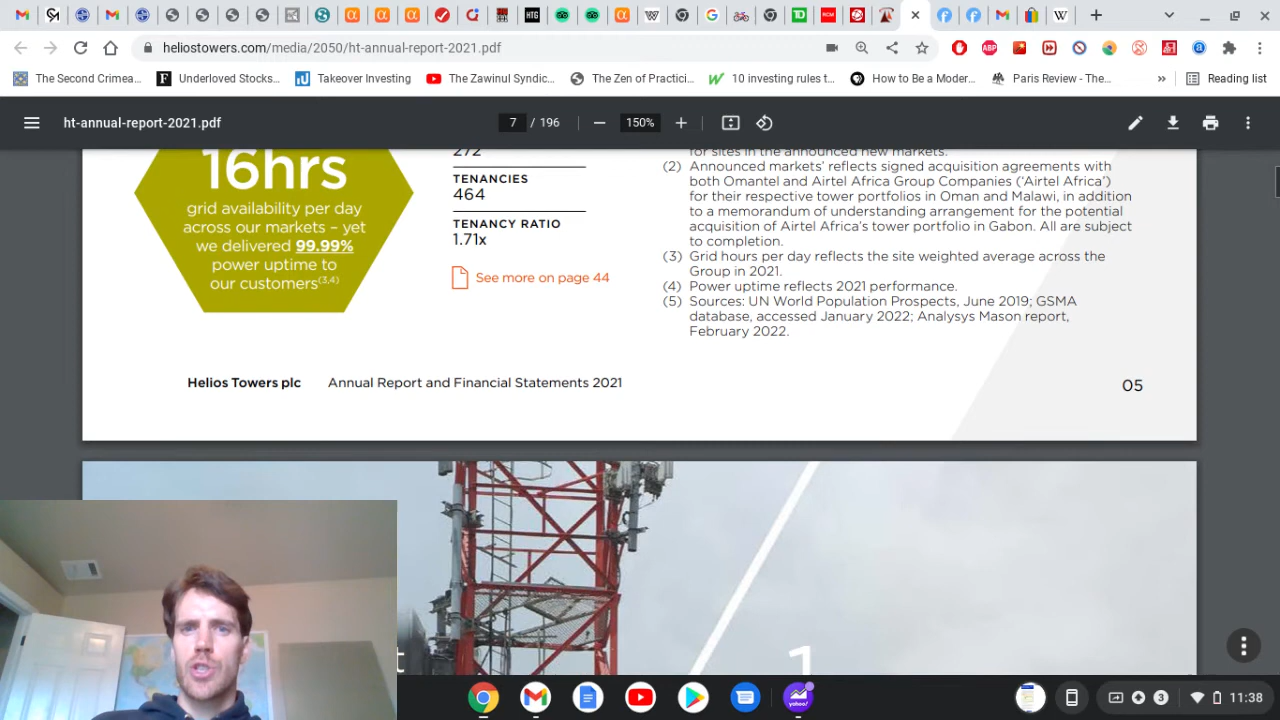 heliostowers.com/media/2050/ht-annual-report-2021.pdf
ABP
The Second Crimea...
Underloved Stocks...
Takeover Investing
The Zawinul Syndic...
The Zen of Practici...
10 investing rules t...
How to Be a Moder...
Paris Review - The...
»
Reading list
ht-annual-report-2021.pdf
7 / 196
150%
16hrs
grid availability per day
across our markets – yet
we delivered 99.99%
power uptime to
our customers(3,4)
272
TENANCIES
464
TENANCY RATIO
1.71x
See more on page 44
for sites in the announced new markets.
(2) Announced markets' reflects signed acquisition agreements with
both Omantel and Airtel Africa Group Companies ('Airtel Africa')
for their respective tower portfolios in Oman and Malawi, in addition
to a memorandum of understanding arrangement for the potential
acquisition of Airtel Africa's tower portfolio in Gabon. All are subject
to completion.
(3) Grid hours per day reflects the site weighted average across the
Group in 2021.
(4) Power uptime reflects 2021 performance.
(5) Sources: UN World Population Prospects, June 2019; GSMA
database, accessed January 2022; Analysys Mason report,
February 2022.
Helios Towers plc Annual Report and Financial Statements 2021
05
t
1
yahoo!
3
11:38